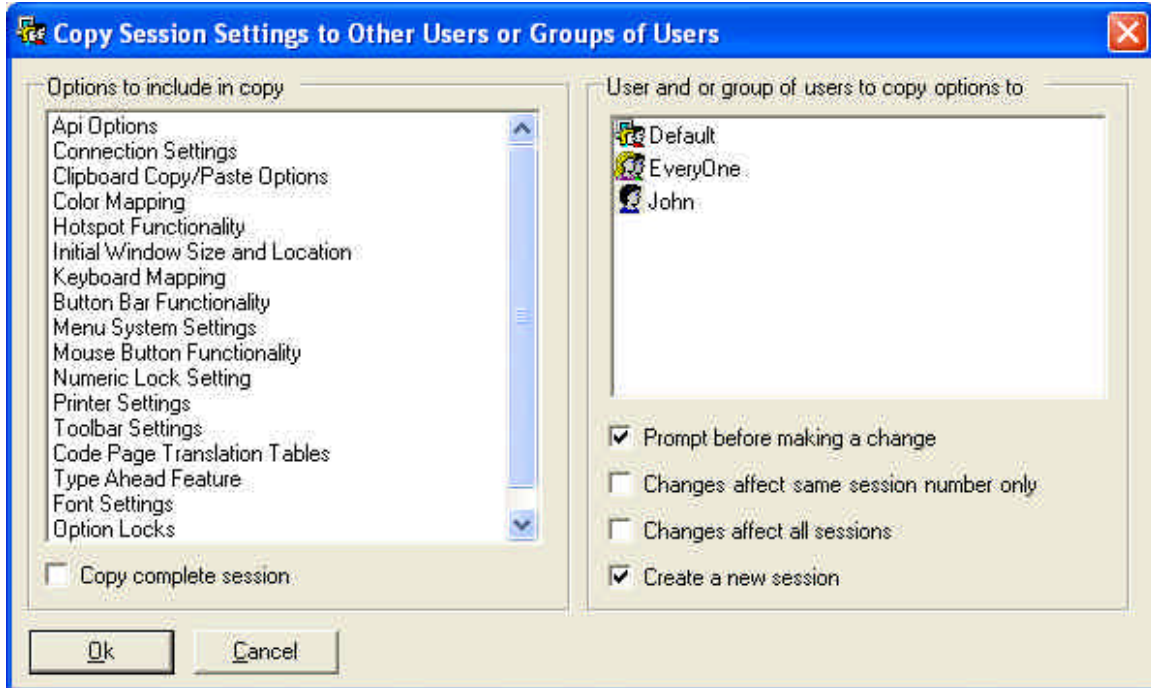 Copy Session Settings to Other Users or Groups of Users
Options to include in copy
Api Options
Connection Settings
Clipboard Copy/Paste Options
Color Mapping
Hotspot Functionality
Initial Window Size and Location
Keyboard Mapping
Button Bar Functionality
Menu System Settings
Mouse Button Functionality
Numeric Lock Setting
Printer Settings
Toolbar Settings
Code Page Translation Tables
Type Ahead Feature
Font Settings
Option Locks
Copy complete session
User and or group of users to copy options to
Default
EveryOne
John
Prompt before making a change
Changes affect same session number only
Changes affect all sessions
Create a new session
Ok
Cancel